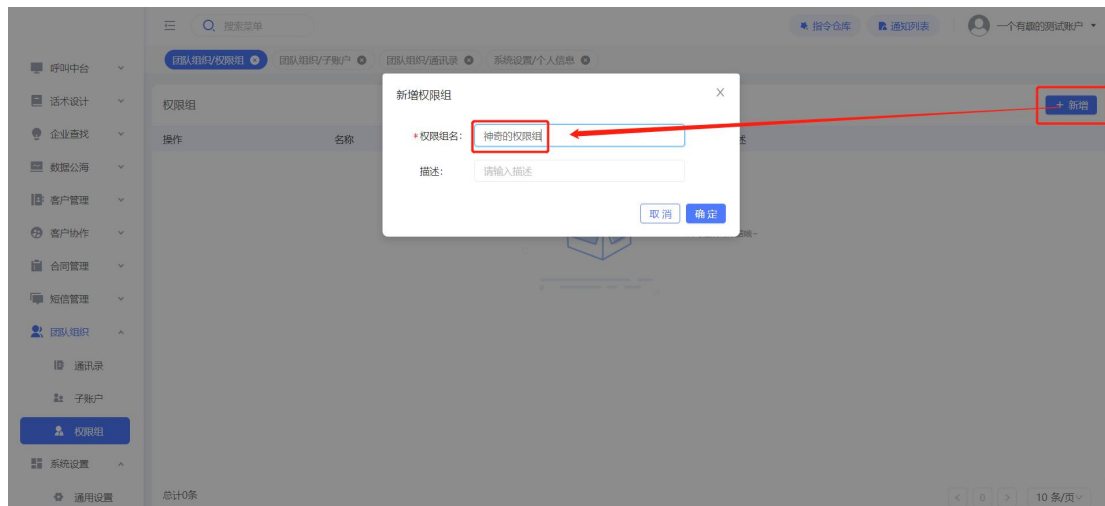 搜索菜单
指令仓库
通知列表
一个有趣的测试账户
团队组织/权限组
团队组织/子账户
团队组织/通讯录
系统设置/个人信息
呼叫中台
话术设计
企业查找
数据公海
客户管理
客户协作
合同管理
短信管理
团队组织
通讯录
子账户
权限组
系统设置
通用设置
权限组
+ 新增
操作
名称
新增权限组
*权限组名:
神奇的权限组
描述:
请输入描述
取消
确定
总计0条
< 0 >
10 条/页